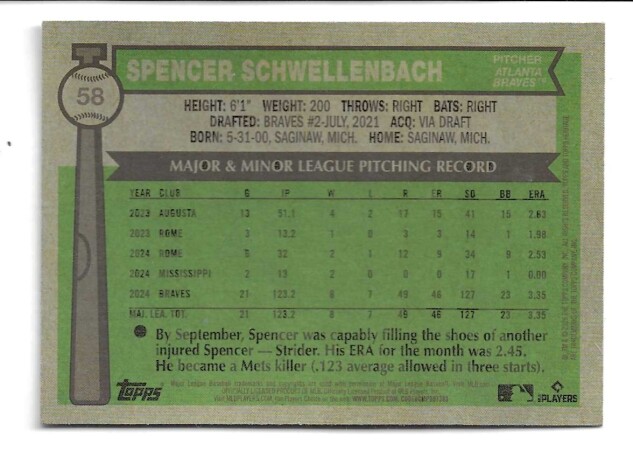 58
SPENCER SCHWELLENBACH
PITCHER
ATLANTA
BRAVES™
HEIGHT: 6'1" WEIGHT: 200 THROWS: RIGHT BATS: RIGHT
DRAFTED: BRAVES #2-JULY, 2021 ACQ: VIA DRAFT
BORN: 5-31-00, SAGINAW, MICH. HOME: SAGINAW, MICH.
MAJOR & MINOR LEAGUE PITCHING RECORD
YEAR CLUB G IP W L R ER SO BB ERA
2023 AUGUSTA 13 51.1 4 2 17 15 41 15 2.63
2023 ROME 3 13.2 1 0 3 3 14 1 1.98
2024 ROME 6 32 2 1 12 9 34 9 2.53
2024 MISSISSIPPI 2 13 2 0 0 0 17 1 0.00
2024 BRAVES 21 123.2 8 7 49 46 127 23 3.35
MAJ. LEA. TOT. 21 123.2 8 7 49 46 127 23 3.35
By September, Spencer was capably filling the shoes of another
injured Spencer — Strider. His ERA for the month was 2.45.
He became a Mets killer (.123 average allowed in three starts).
topps
PLAYERS